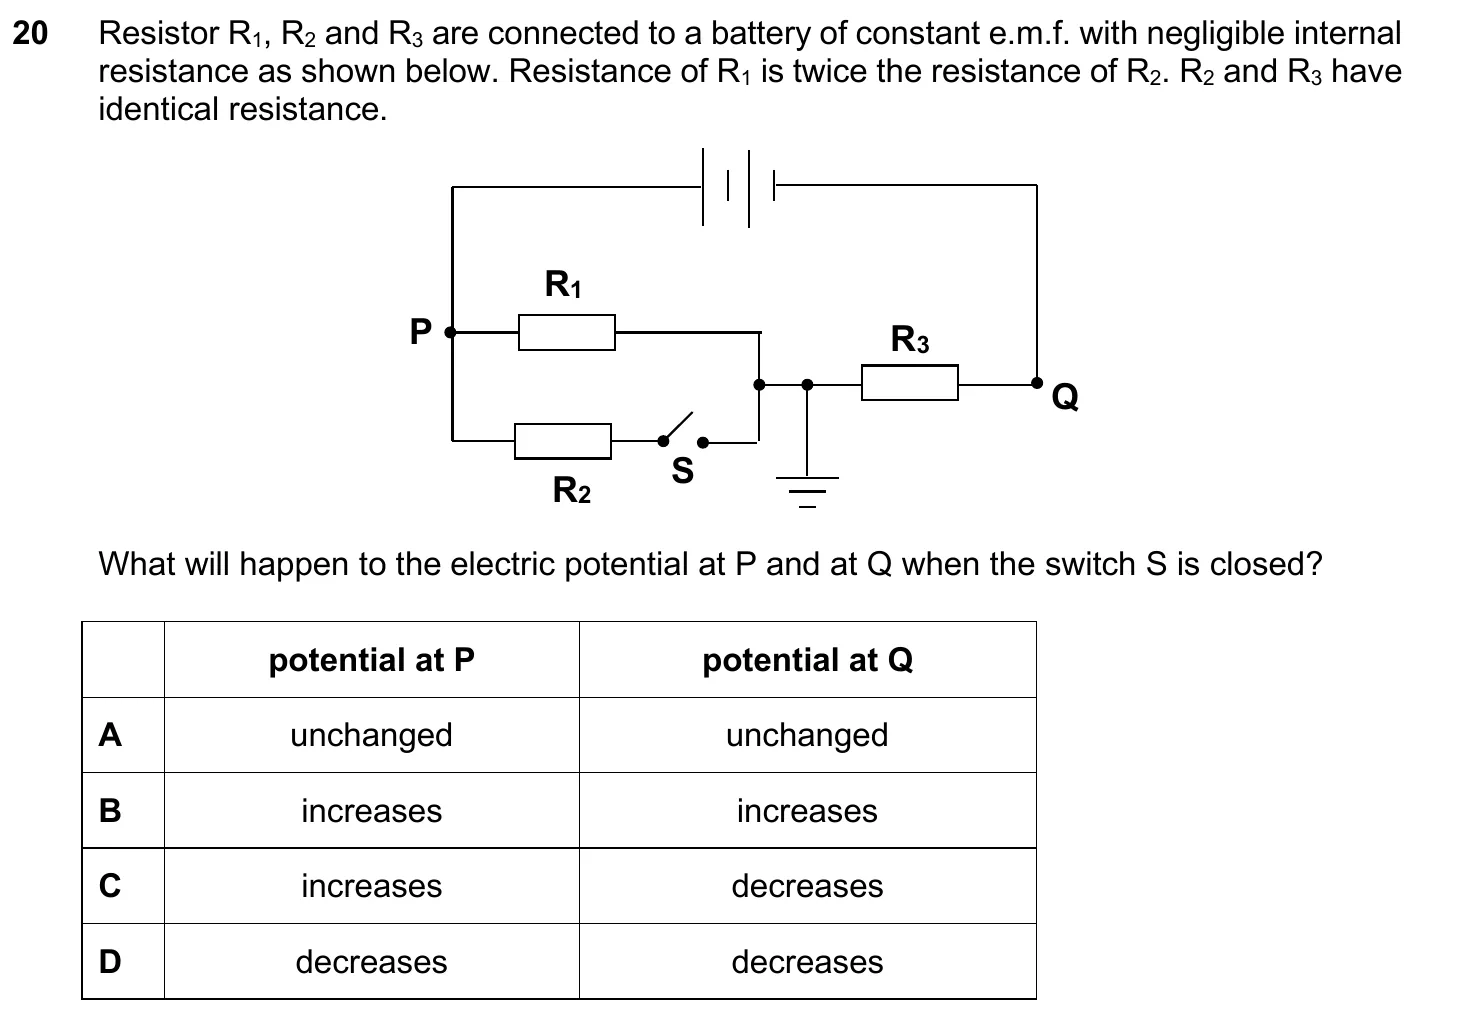 20 Resistor R₁, R₂ and R₃ are connected to a battery of constant e.m.f. with negligible internal
resistance as shown below. Resistance of R₁ is twice the resistance of R₂. R₂ and R₃ have
identical resistance.
R₁
P
R₃
Q
S
R₂
What will happen to the electric potential at P and at Q when the switch S is closed?
potential at P potential at Q
A unchanged unchanged
B increases increases
C increases decreases
D decreases decreases